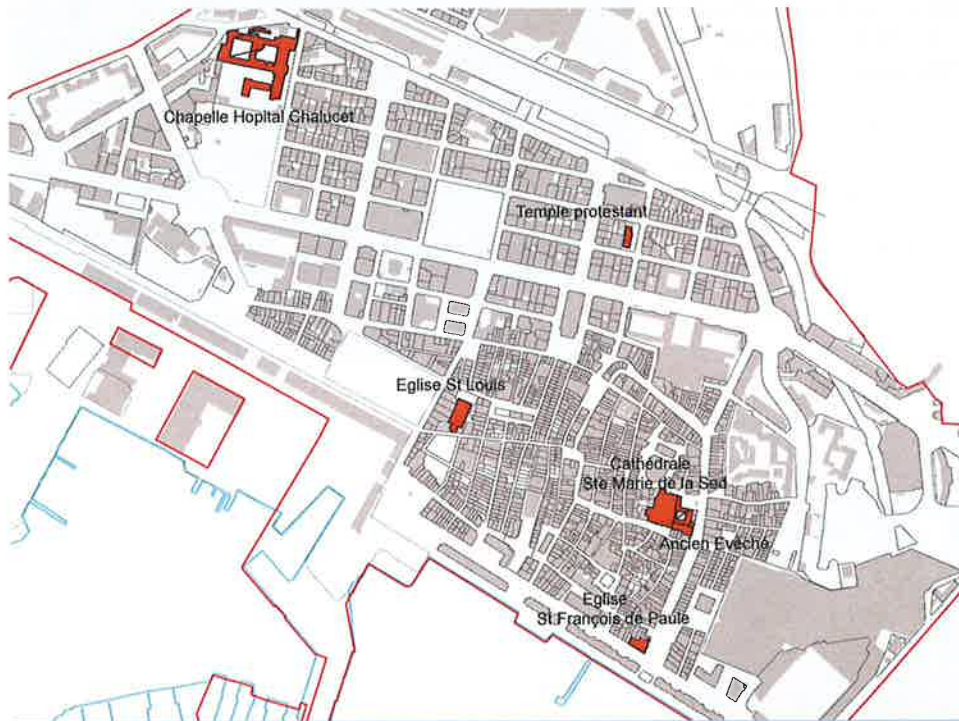 Chapelle Hopital Chalucet
Temple protestant
Eglise St Louis
Cathédrale
Ste Marie de la Sed
Ancien Evéché
Eglise
St.François de Paule